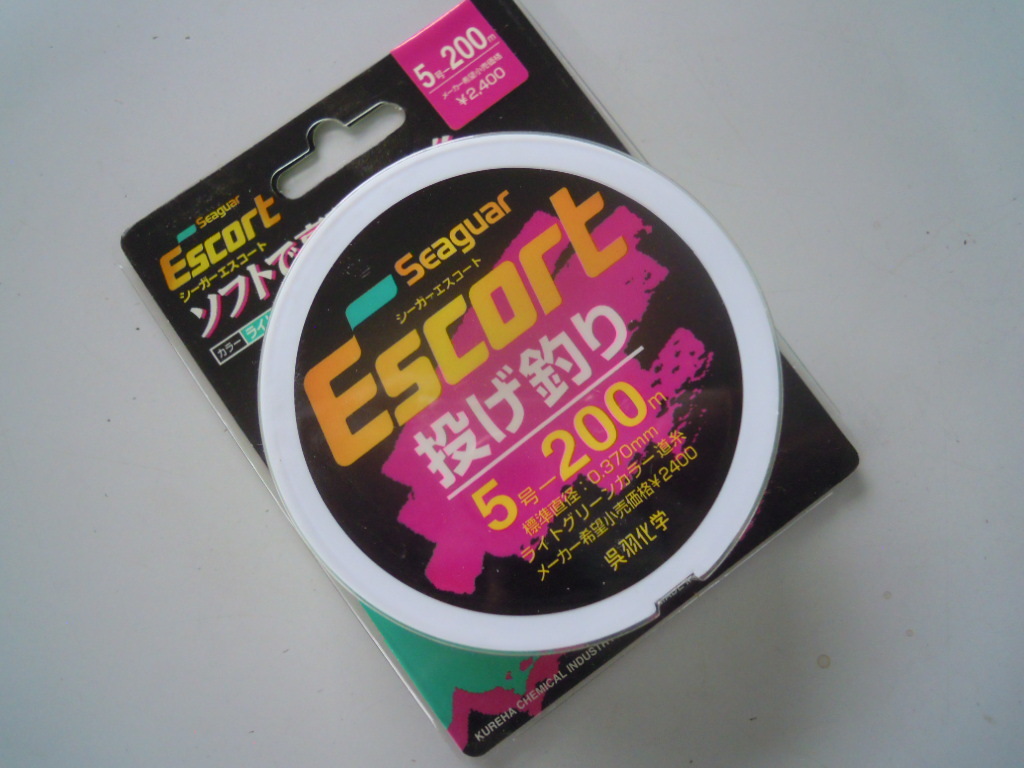 5号-200m
メーカー希望小売価格
¥2,400
Seaguar
Escort
シーガーエスコート
ソフトで
カラー ライ
Seaguar
シーガーエスコート
Escort
投げ釣り
5号-200m
標準直径:0.370mm
ライトグリーンカラー道糸
メーカー希望小売価格¥2400
呉羽化学
KUREHA CHEMICAL INDUSTR